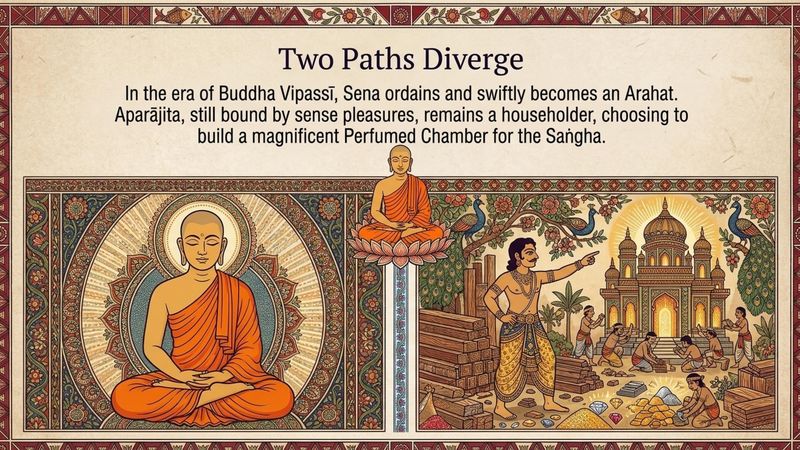 Two Paths Diverge
In the era of Buddha Vipassī, Sena ordains and swiftly becomes an Arahat.
Aparājita, still bound by sense pleasures, remains a householder, choosing to
build a magnificent Perfumed Chamber for the Saṅgha.